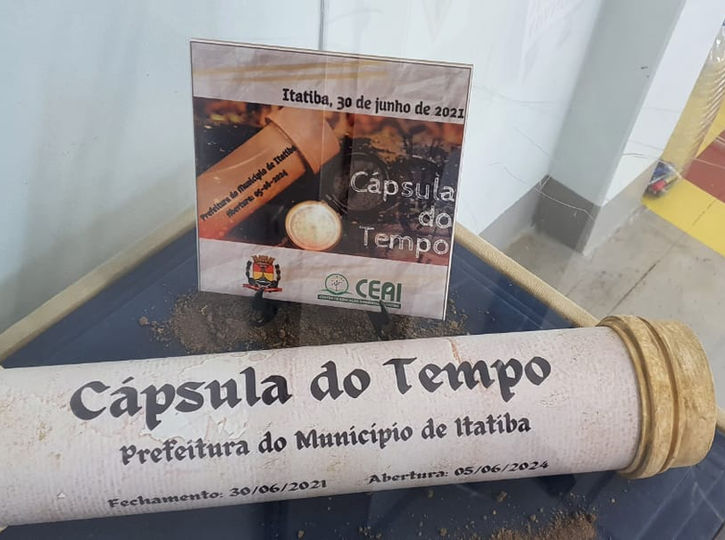 Itatiba, 30 de junho de 2021
Prefeitura do Município de Itatiba
Abertura: 05-06-2024
Cápsula
do
Tempo
CEAI
Cápsula do Tempo
Prefeitura do Município de Itatiba
Fechamento: 30/06/2021 Abertura: 05/06/2024